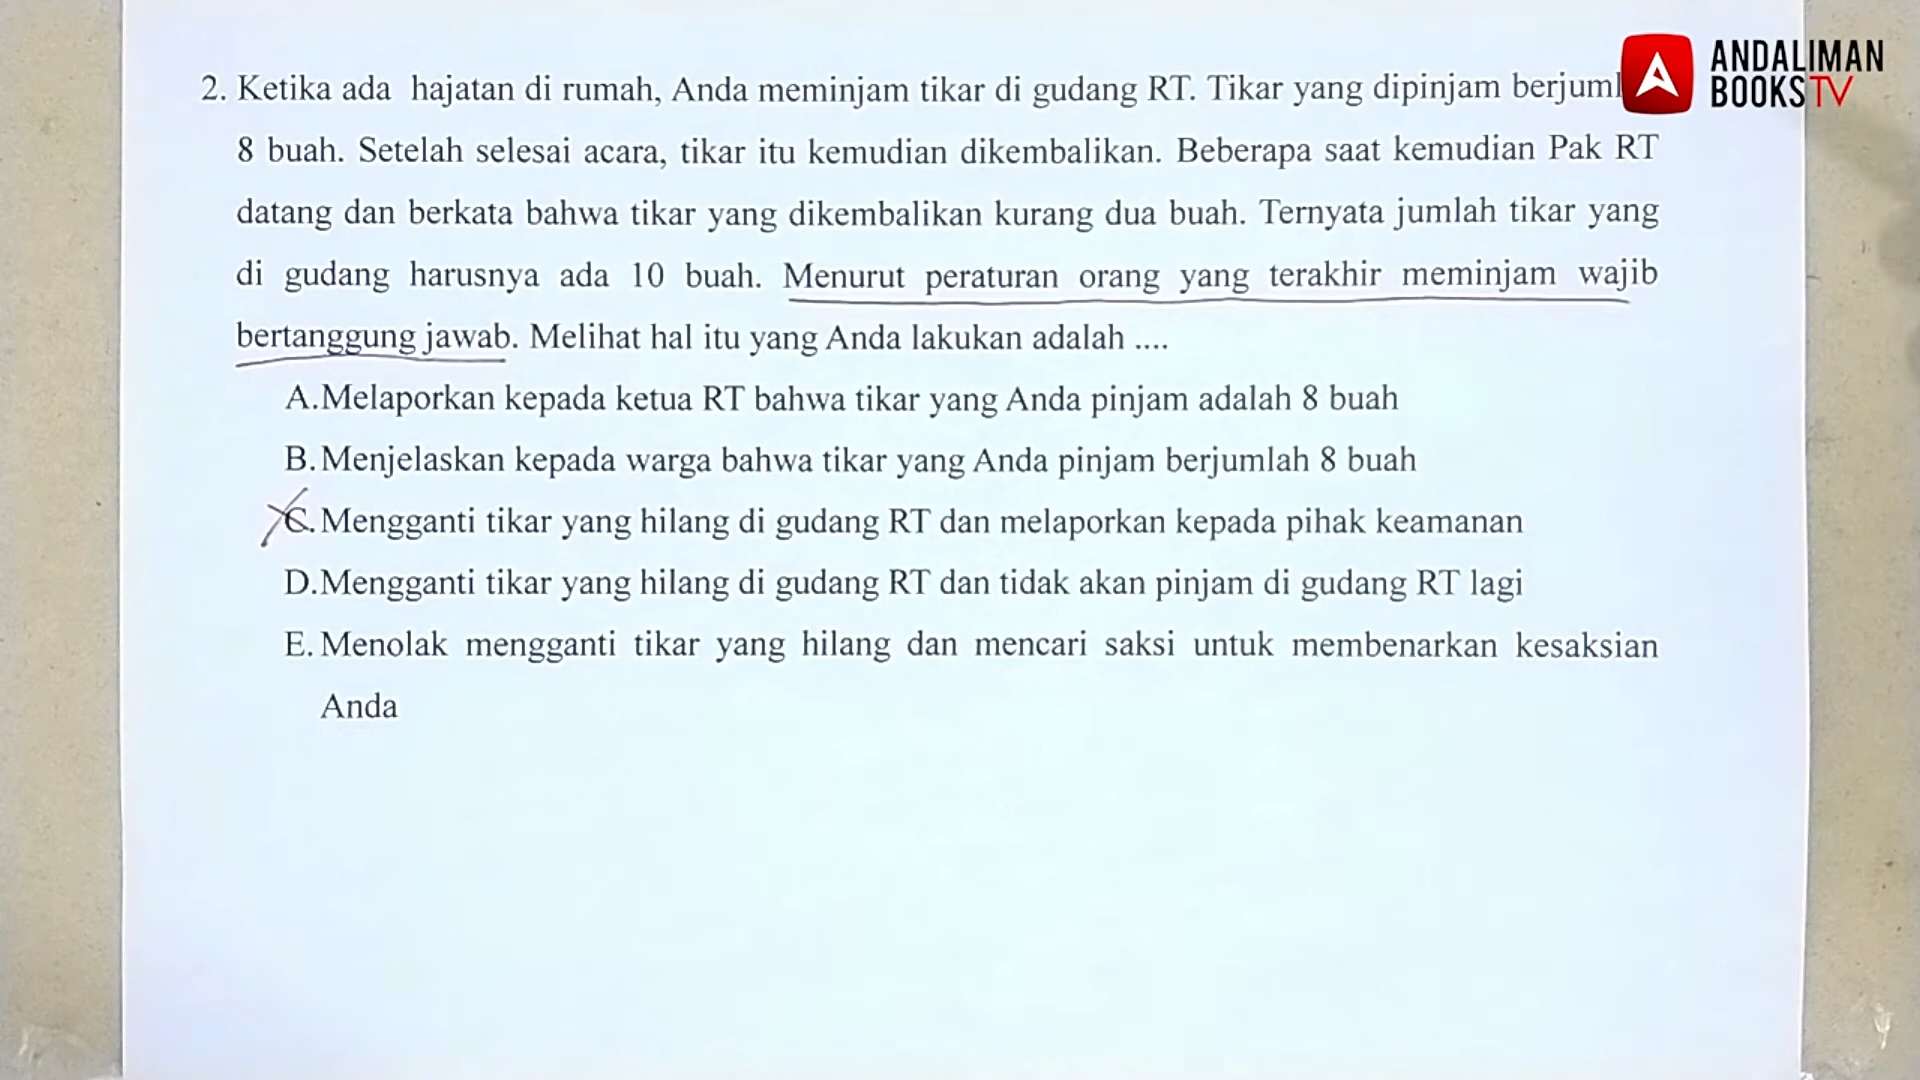 ANDALIMAN
BOOKS TV
2. Ketika ada hajatan di rumah, Anda meminjam tikar di gudang RT. Tikar yang dipinjam
8 buah. Setelah selesai acara, tikar itu kemudian dikembalikan. Beberapa saat kemudian Pak RT
datang dan berkata bahwa tikar yang dikembalikan kurang dua buah. Ternyata jumlah tikar yang
di gudang harusnya ada 10 buah. Menurut peraturan orang yang terakhir meminjam wajib
bertanggung jawab. Melihat hal itu yang Anda lakukan adalah ....
A.Melaporkan kepada ketua RT bahwa tikar yang Anda pinjam adalah 8 buah
B.Menjelaskan kepada warga bahwa tikar yang Anda pinjam berjumlah 8 buah
C.Mengganti tikar yang hilang di gudang RT dan melaporkan kepada pihak keamanan
D.Mengganti tikar yang hilang di gudang RT dan tidak akan pinjam di gudang RT lagi
E.Menolak mengganti tikar yang hilang dan mencari saksi untuk membenarkan kesaksian
Anda